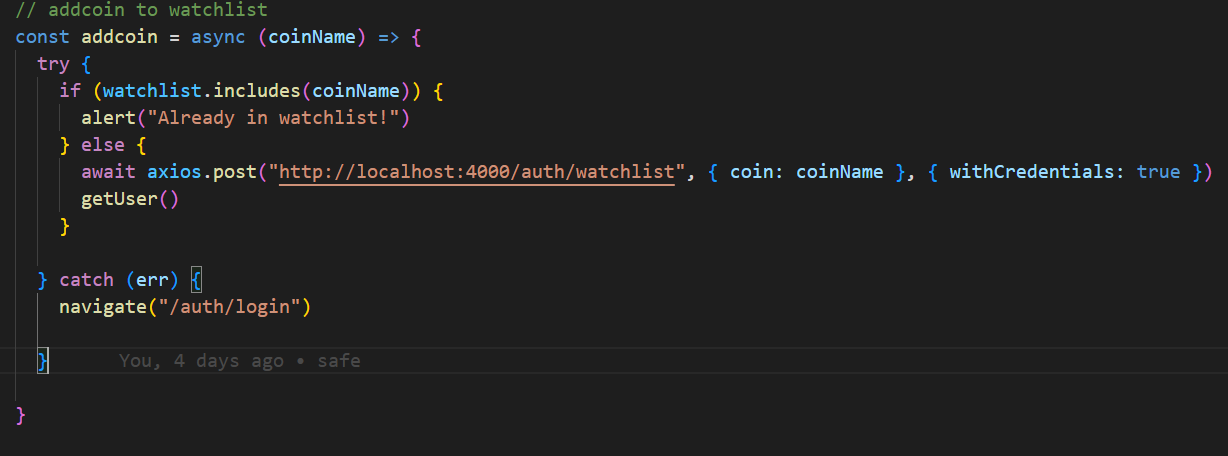 // addcoin to watchlist
const addcoin = async (coinName) => {
try {
if (watchlist.includes(coinName)) {
alert("Already in watchlist!")
} else {
await axios.post("http://localhost:4000/auth/watchlist", { coin: coinName }, { withCredentials: true })
getUser()
}
} catch (err) {
navigate("/auth/login")
} You, 4 days ago • safe
}